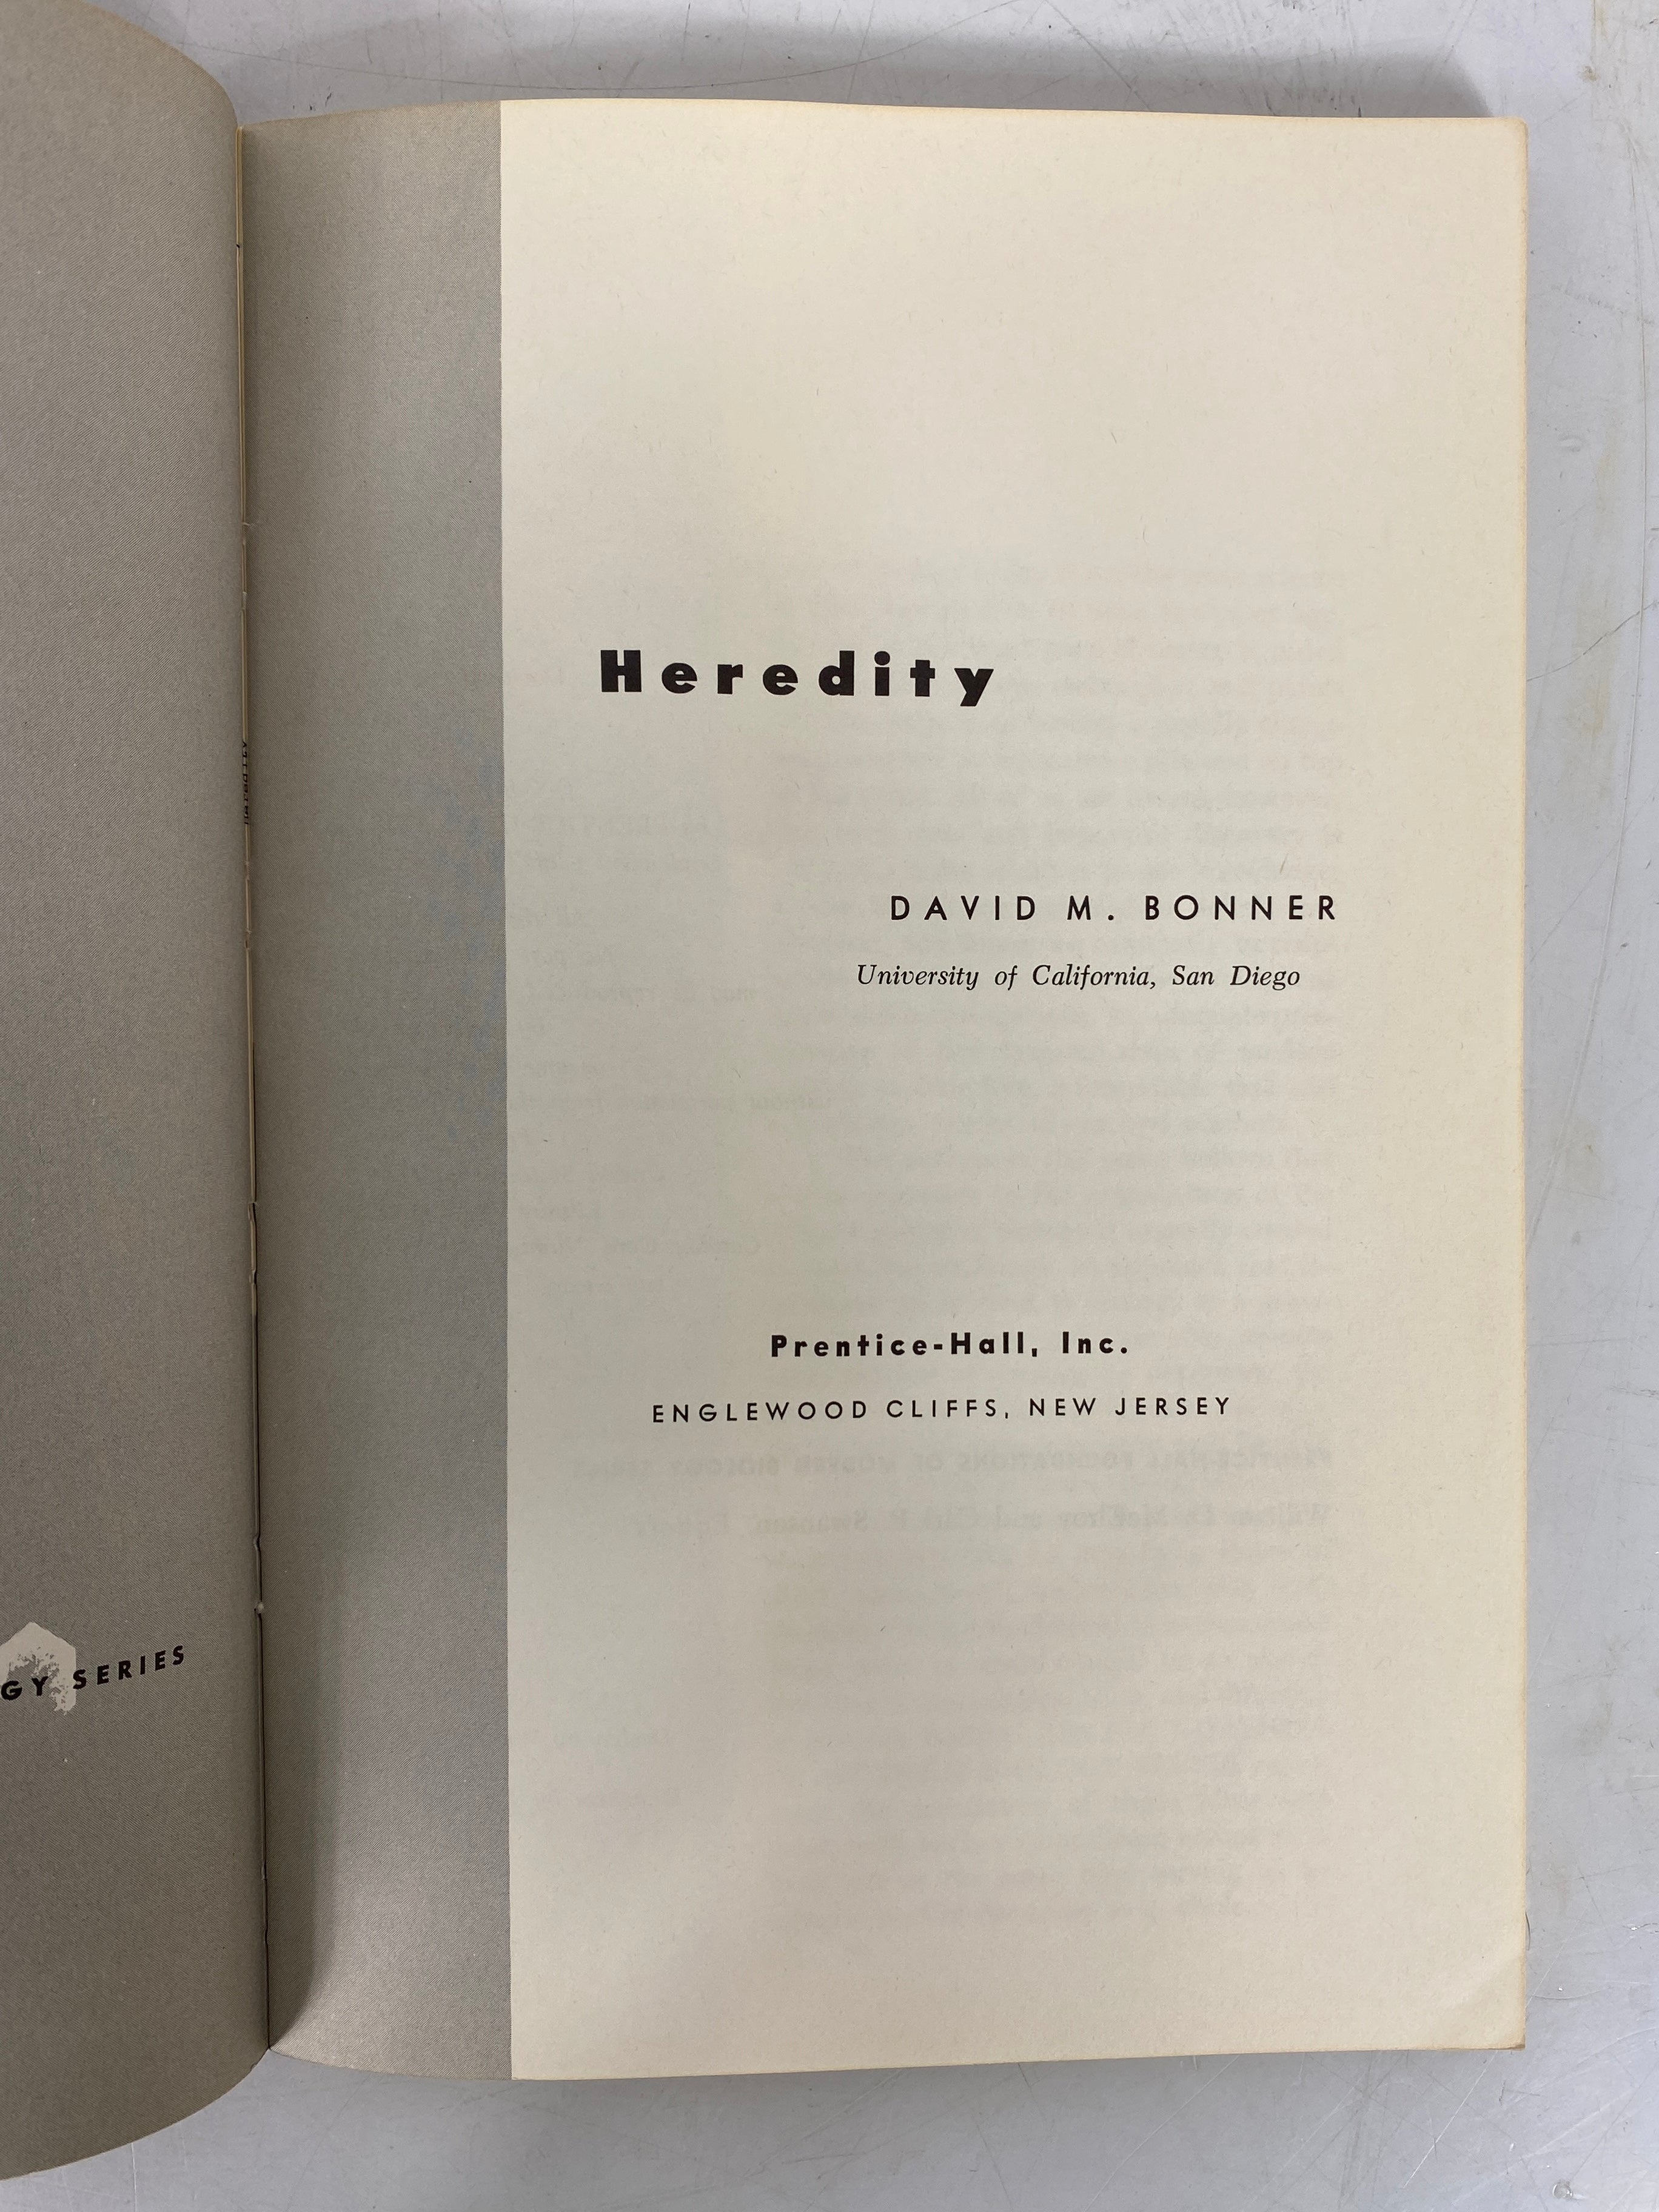 GY SERIES
Heredity
DAVID M. BONNER
University of California, San Diego
Prentice-Hall, Inc.
ENGLEWOOD CLIFFS, NEW JERSEY